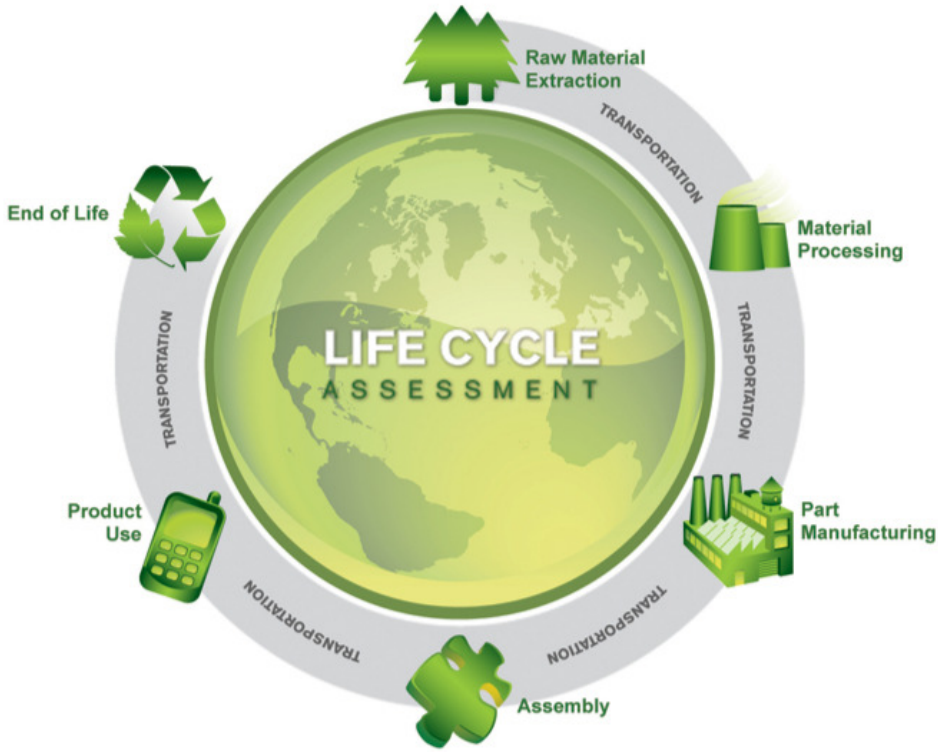 Raw Material
Extraction
TRANSPORTATION
Material
Processing
TRANSPORTATION
Part
Manufacturing
TRANSPORTATION
Assembly
TRANSPORTATION
Product
Use
TRANSPORTATION
End of Life
LIFE CYCLE
ASSESSMENT